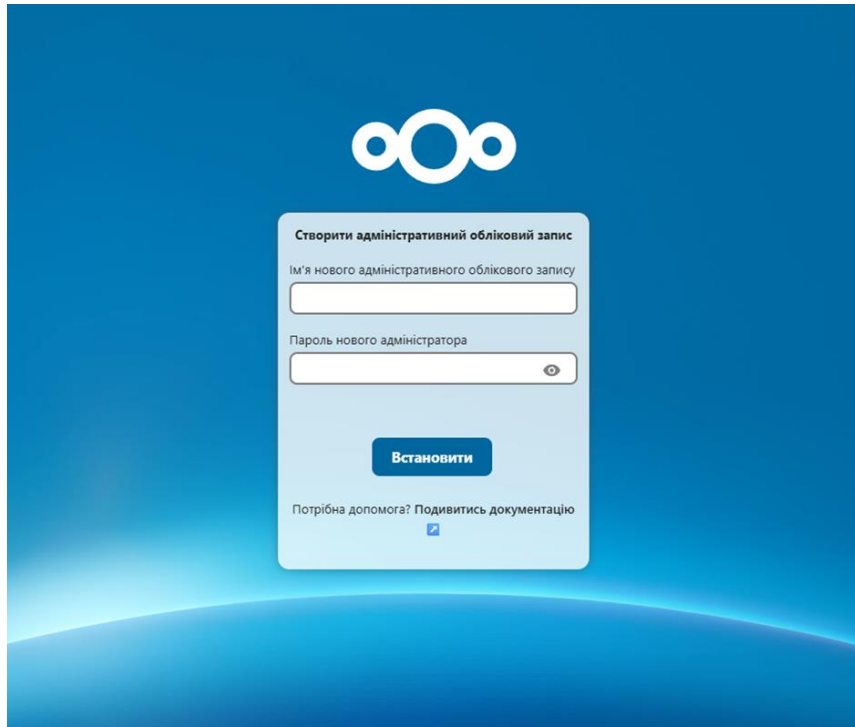 Створити адміністративний обліковий запис
Ім'я нового адміністративного облікового запису
Пароль нового адміністратора
Встановити
Потрібна допомога? Подивитись документацію